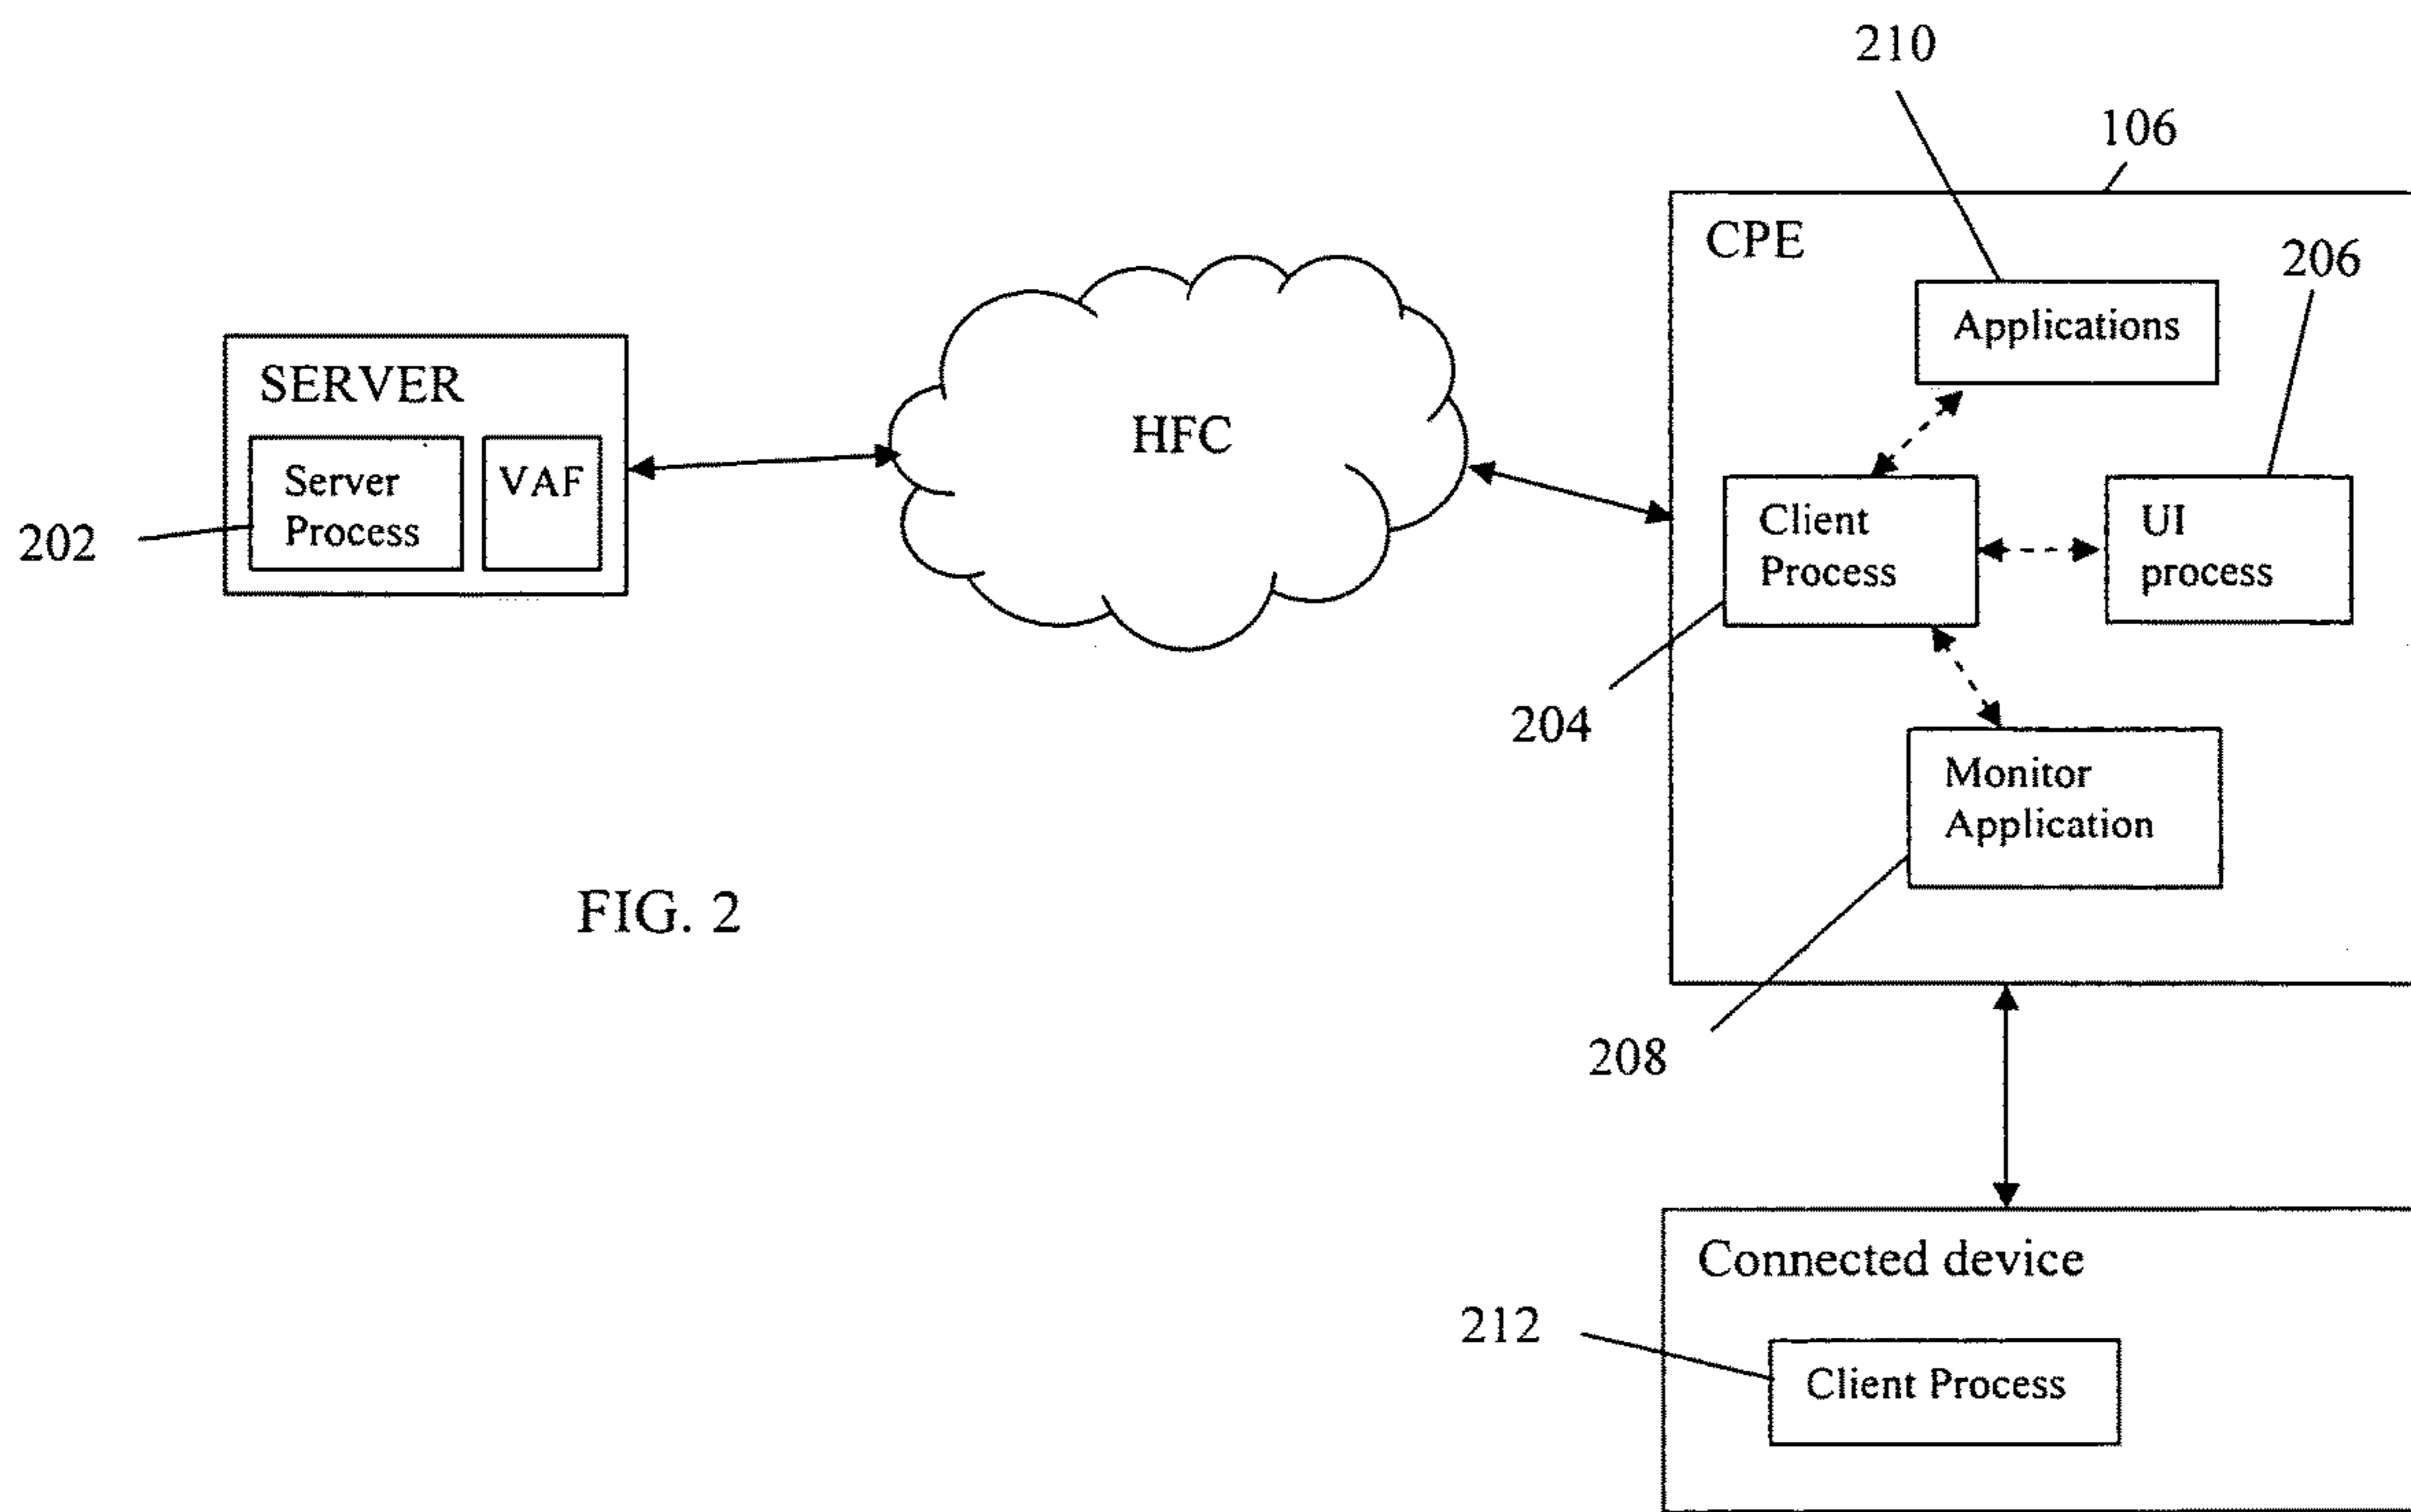 210
106
CPE
206
Applications
SERVER
HFC
Server
Process
VAF
202
Client
Process
UI
process
204
Monitor
Application
FIG. 2
208
Connected device
212
Client Process